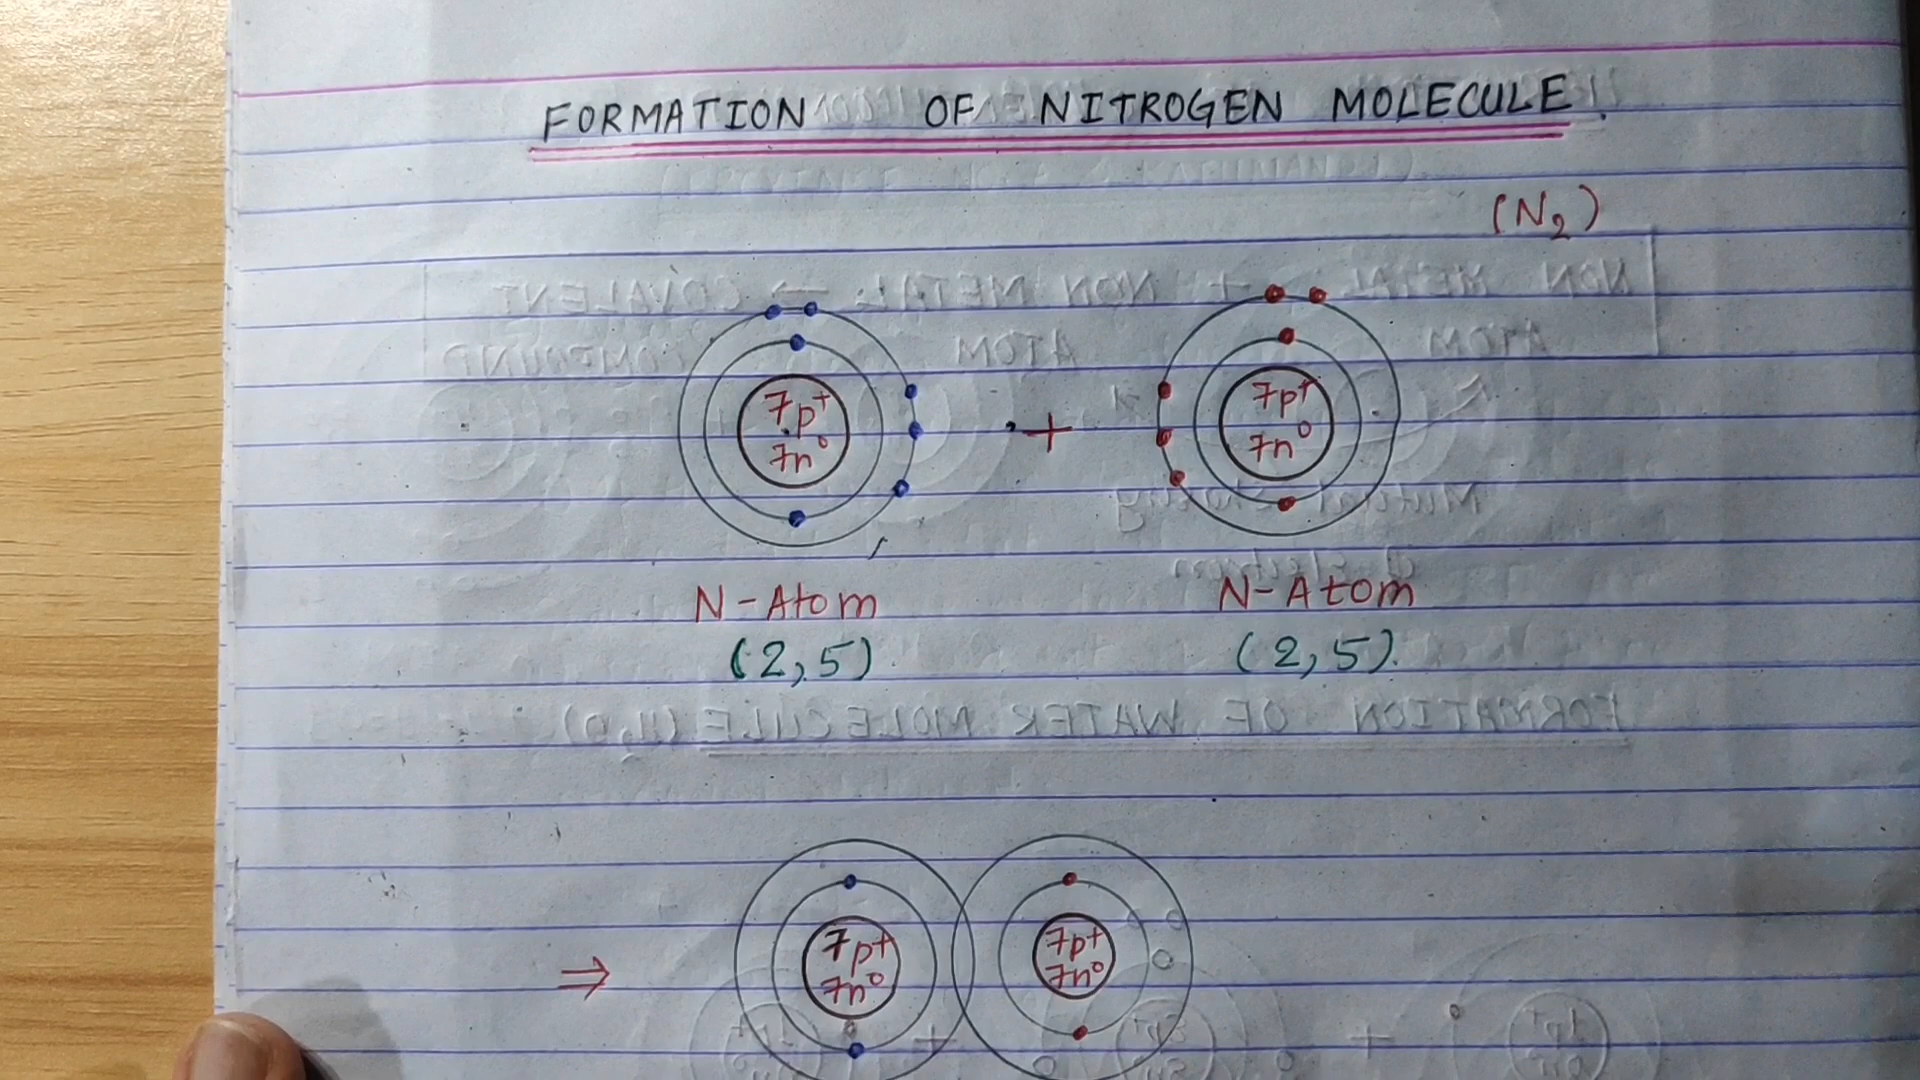 FORMATION OF NITROGEN MOLECULE.
(N₂)
7p⁺
7n⁰
+
7p⁺
7n⁰
N-Atom
(2,5)
N-Atom
(2,5).
⇒
7p+
7n⁰
7p+
7n⁰